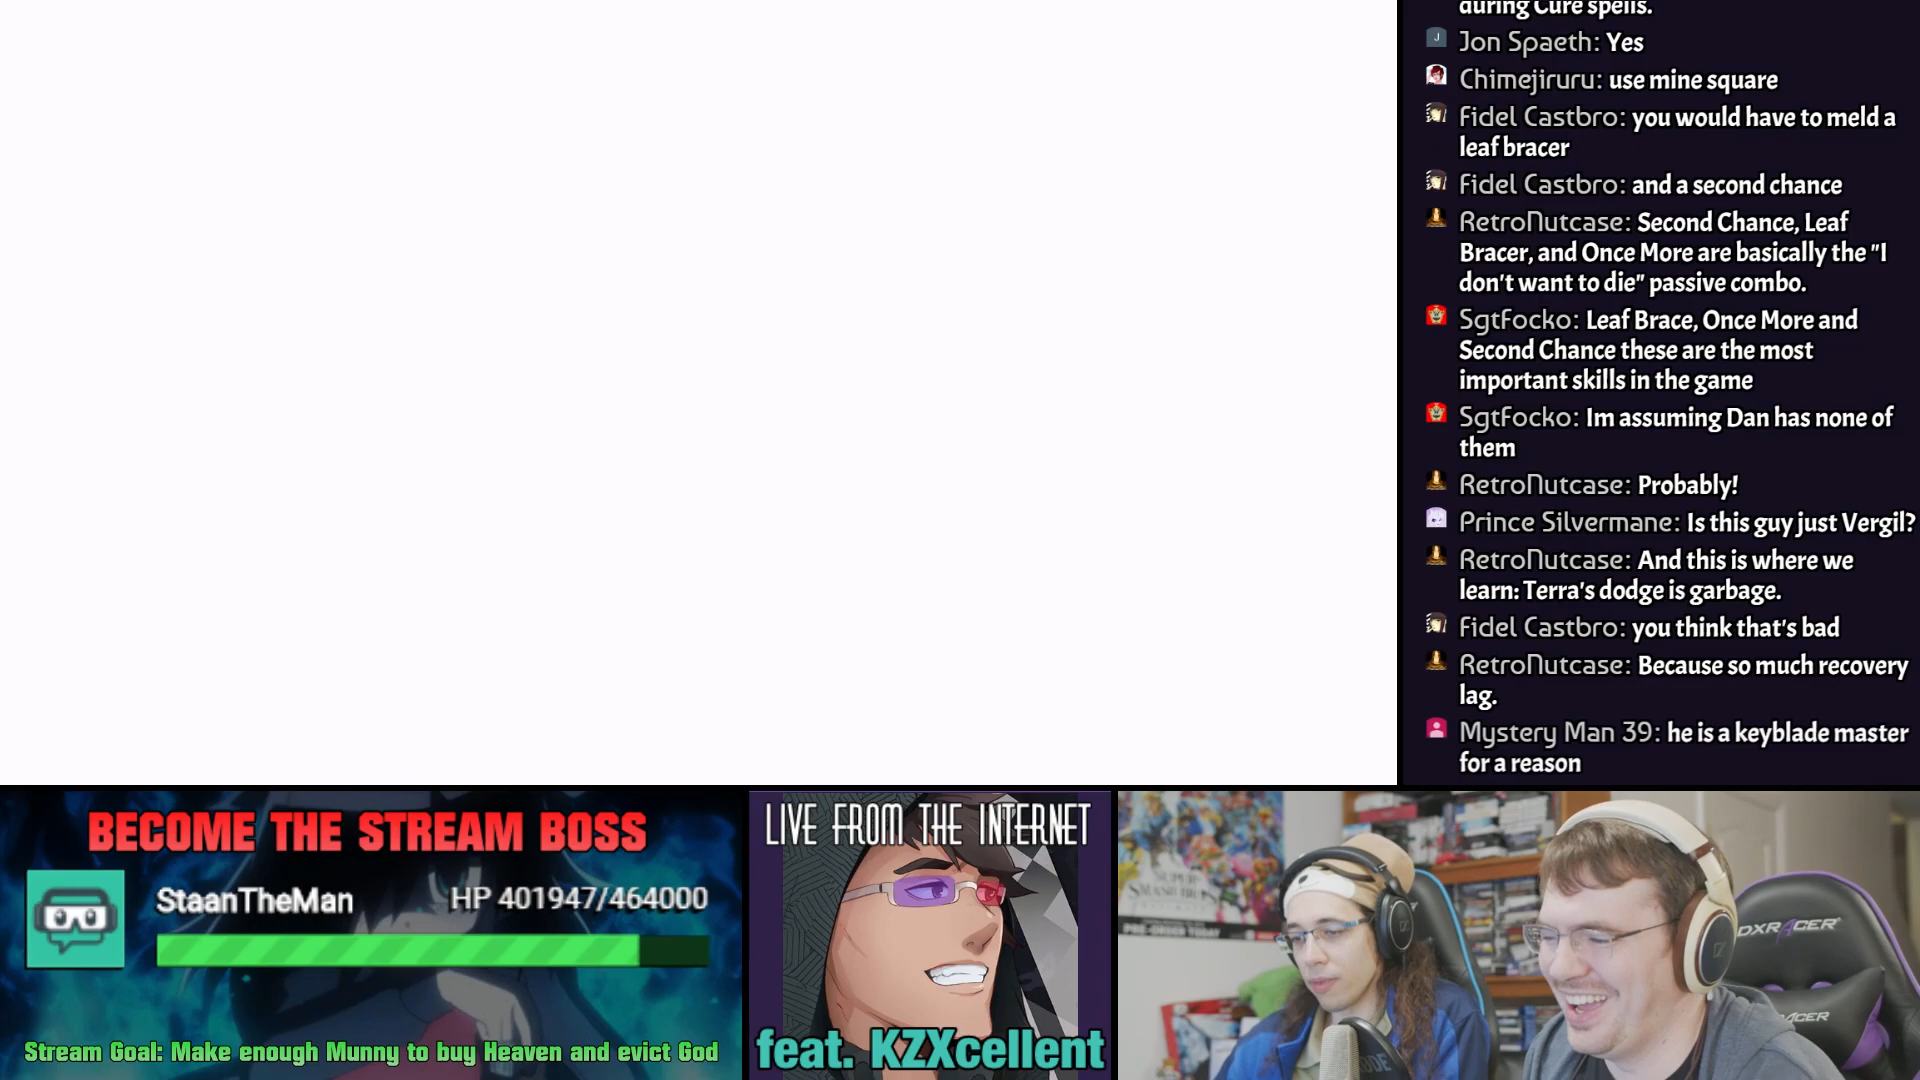 during Cure spells.
J
Jon Spaeth: Yes
Chimejiruru: use mine square
Fidel Castbro: you would have to meld a
leaf bracer
Fidel Castbro: and a second chance
RetroNutcase: Second Chance, Leaf
Bracer, and Once More are basically the "I
don't want to die" passive combo.
SgtFocko: Leaf Brace, Once More and
Second Chance these are the most
important skills in the game
SgtFocko: Im assuming Dan has none of
them
RetroNutcase: Probably!
Prince Silvermane: Is this guy just Vergil?
RetroNutcase: And this is where we
learn: Terra's dodge is garbage.
Fidel Castbro: you think that's bad
RetroNutcase: Because so much recovery
lag.
Mystery Man 39: he is a keyblade master
for a reason
BECOME THE STREAM BOSS
StaanTheMan HP 401947/464000
Stream Goal: Make enough Munny to buy Heaven and evict God
LIVE FROM THE INTERNET
feat. KZXcellent
SUPER
SMASH BROS
PRE-ORDER TODAY
DXRACER